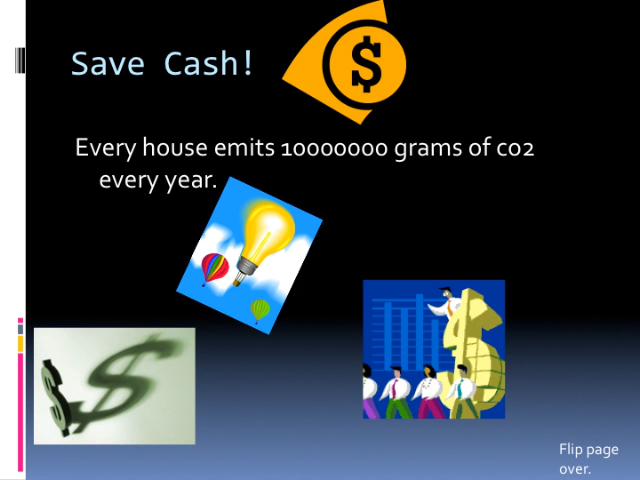 Save Cash!
$
Every house emits 10000000 grams of co2
every year.
Flip page
over.